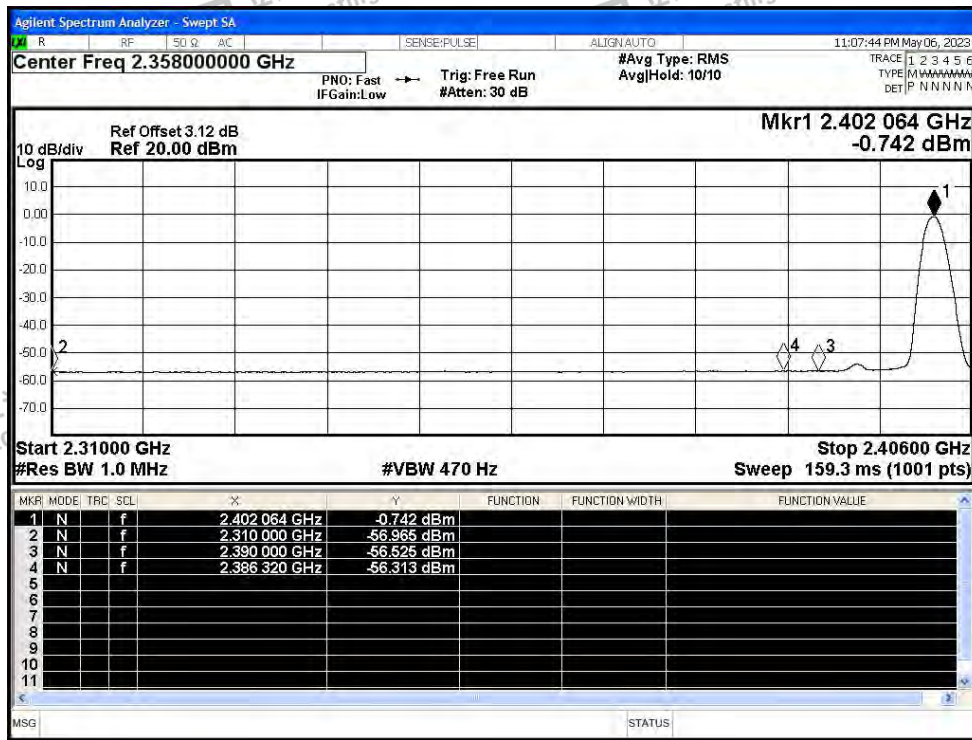 Agilent Spectrum Analyzer - Swept SA
LXI R RF 50 Ω AC SENSE:PULSE ALIGN AUTO 11:07:44 PM May 06, 2023
Center Freq 2.358000000 GHz
#Avg Type: RMS
TRACE 1 2 3 4 5 6
PNO: Fast Trig: Free Run Avg|Hold: 10/10
TYPE M WWWWW
IFGain:Low #Atten: 30 dB
DET P N N N N N
Mkr1 2.402 064 GHz
Ref Offset 3.12 dB
-0.742 dBm
10 dB/div Ref 20.00 dBm
Log
10.0
1
0.00
-10.0
-20.0
-30.0
-40.0
-50.0
2 4 3
-60.0
-70.0
Start 2.31000 GHz Stop 2.40600 GHz
#Res BW 1.0 MHz #VBW 470 Hz Sweep 159.3 ms (1001 pts)
MKR MODE TRC SCL X Y FUNCTION FUNCTION WIDTH FUNCTION VALUE
1 N f 2.402 064 GHz -0.742 dBm
2 N f 2.310 000 GHz -56.965 dBm
3 N f 2.390 000 GHz -56.525 dBm
4 N f 2.386 320 GHz -56.313 dBm
5
6
7
8
9
10
11
MSG STATUS